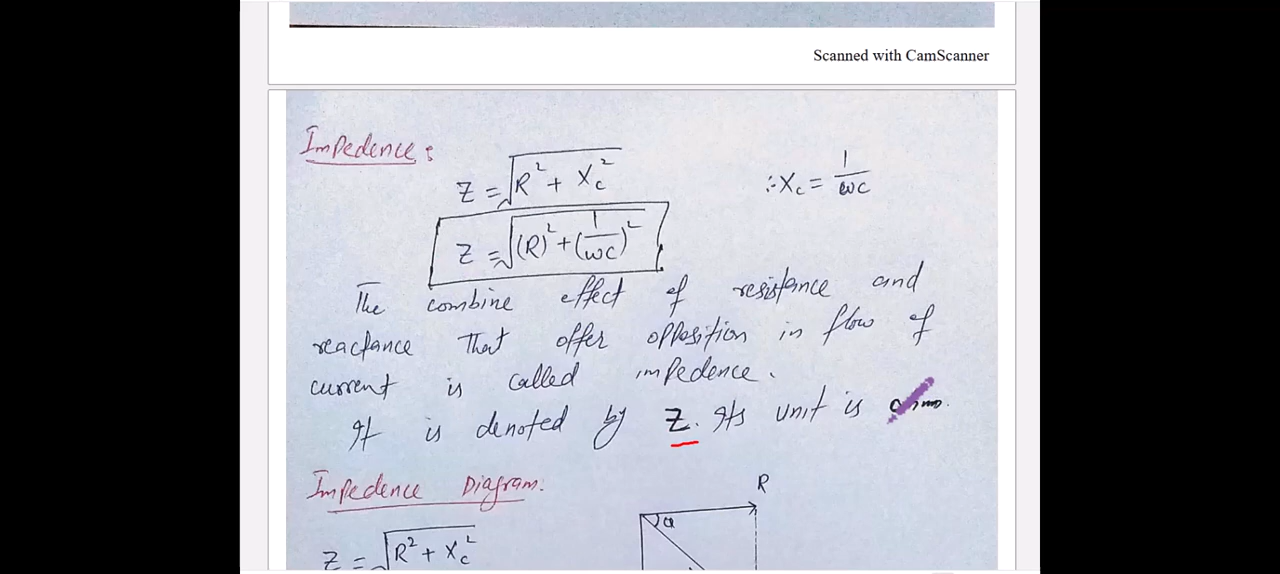 Scanned with CamScanner
Impedence:
Z = √R² + Xc²
∴ Xc = 1/ωc
Z = √(R)² + (1/ωc)²
The combine effect of resistance and
reactance that offer opposition in flow of
current is called impedence.
It is denoted by Z. Its unit is
Impedence Diagram.
R
Z = √R² + Xc²